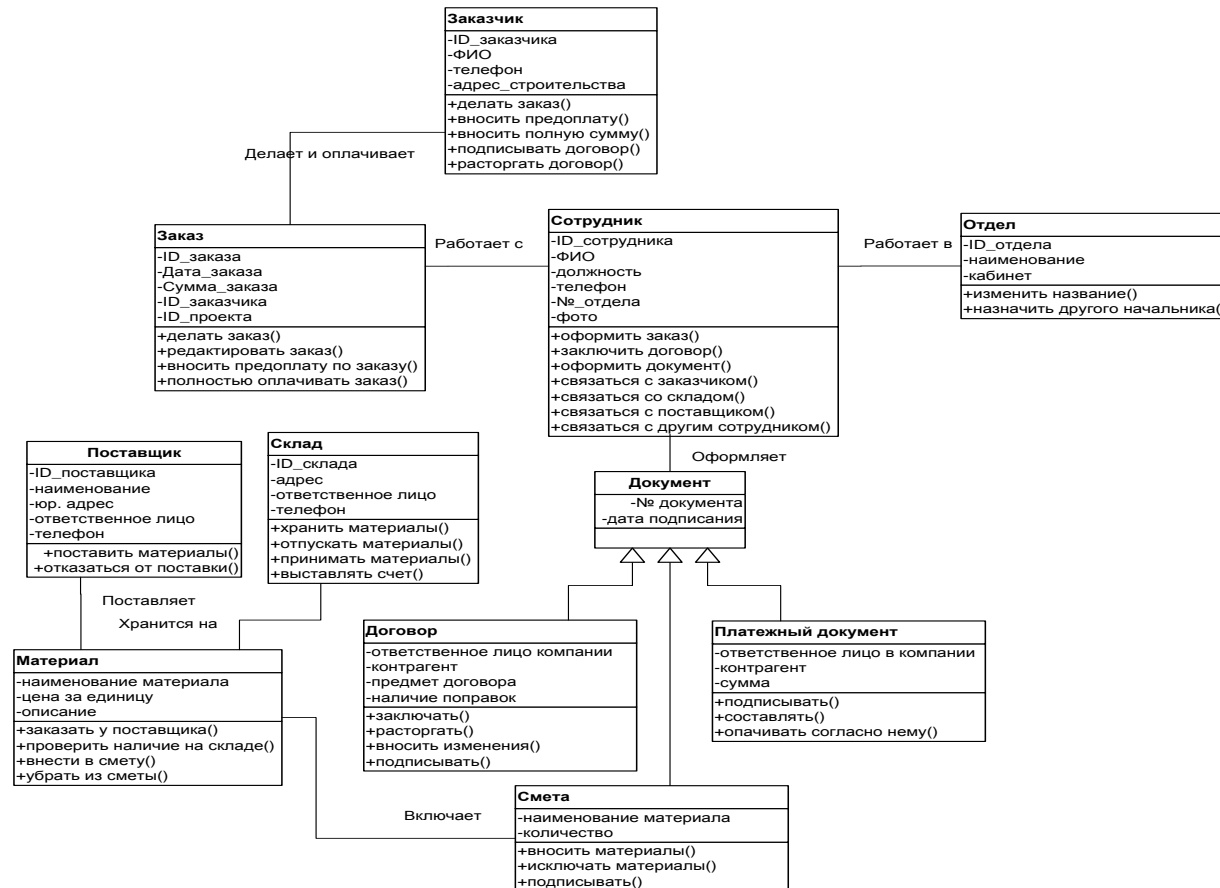 Заказчик
-ID_заказчика
-ФИО
-телефон
-адрес_строительства
+делать заказ()
+вносить предоплату()
+вносить полную сумму()
+подписывать договор()
+расторгать договор()
Делает и оплачивает
Заказ
-ID_заказа
-Дата_заказа
-Сумма_заказа
-ID_заказчика
-ID_проекта
+делать заказ()
+редактировать заказ()
+вносить предоплату по заказу()
+полностью оплачивать заказ()
Работает с
Сотрудник
-ID_сотрудника
-ФИО
-должность
-телефон
-№_отдела
-фото
+оформить заказ()
+заключить договор()
+оформить документ()
+связаться с заказчиком()
+связаться со складом()
+связаться с поставщиком()
+связаться с другим сотрудником()
Работает в
Отдел
-ID_отдела
-наименование
-кабинет
+изменить название()
+назначить другого начальника(
Поставщик
-ID_поставщика
-наименование
-юр. адрес
-ответственное лицо
-телефон
+поставить материалы()
+отказаться от поставки()
Склад
-ID_склада
-адрес
-ответственное лицо
-телефон
+хранить материалы()
+отпускать материалы()
+принимать материалы()
+выставлять счет()
Оформляет
Документ
-№ документа
-дата подписания
Поставляет
Хранится на
Материал
-наименование материала
-цена за единицу
-описание
+заказать у поставщика()
+проверить наличие на складе()
+внести в смету()
+убрать из сметы()
Договор
-ответственное лицо компании
-контрагент
-предмет договора
-наличие поправок
+заключать()
+расторгать()
+вносить изменения()
+подписывать()
Платежный документ
-ответственное лицо в компании
-контрагент
-сумма
+подписывать()
+составлять()
+опачивать согласно нему()
Включает
Смета
-наименование материала
-количество
+вносить материалы()
+исключать материалы()
+подписывать()